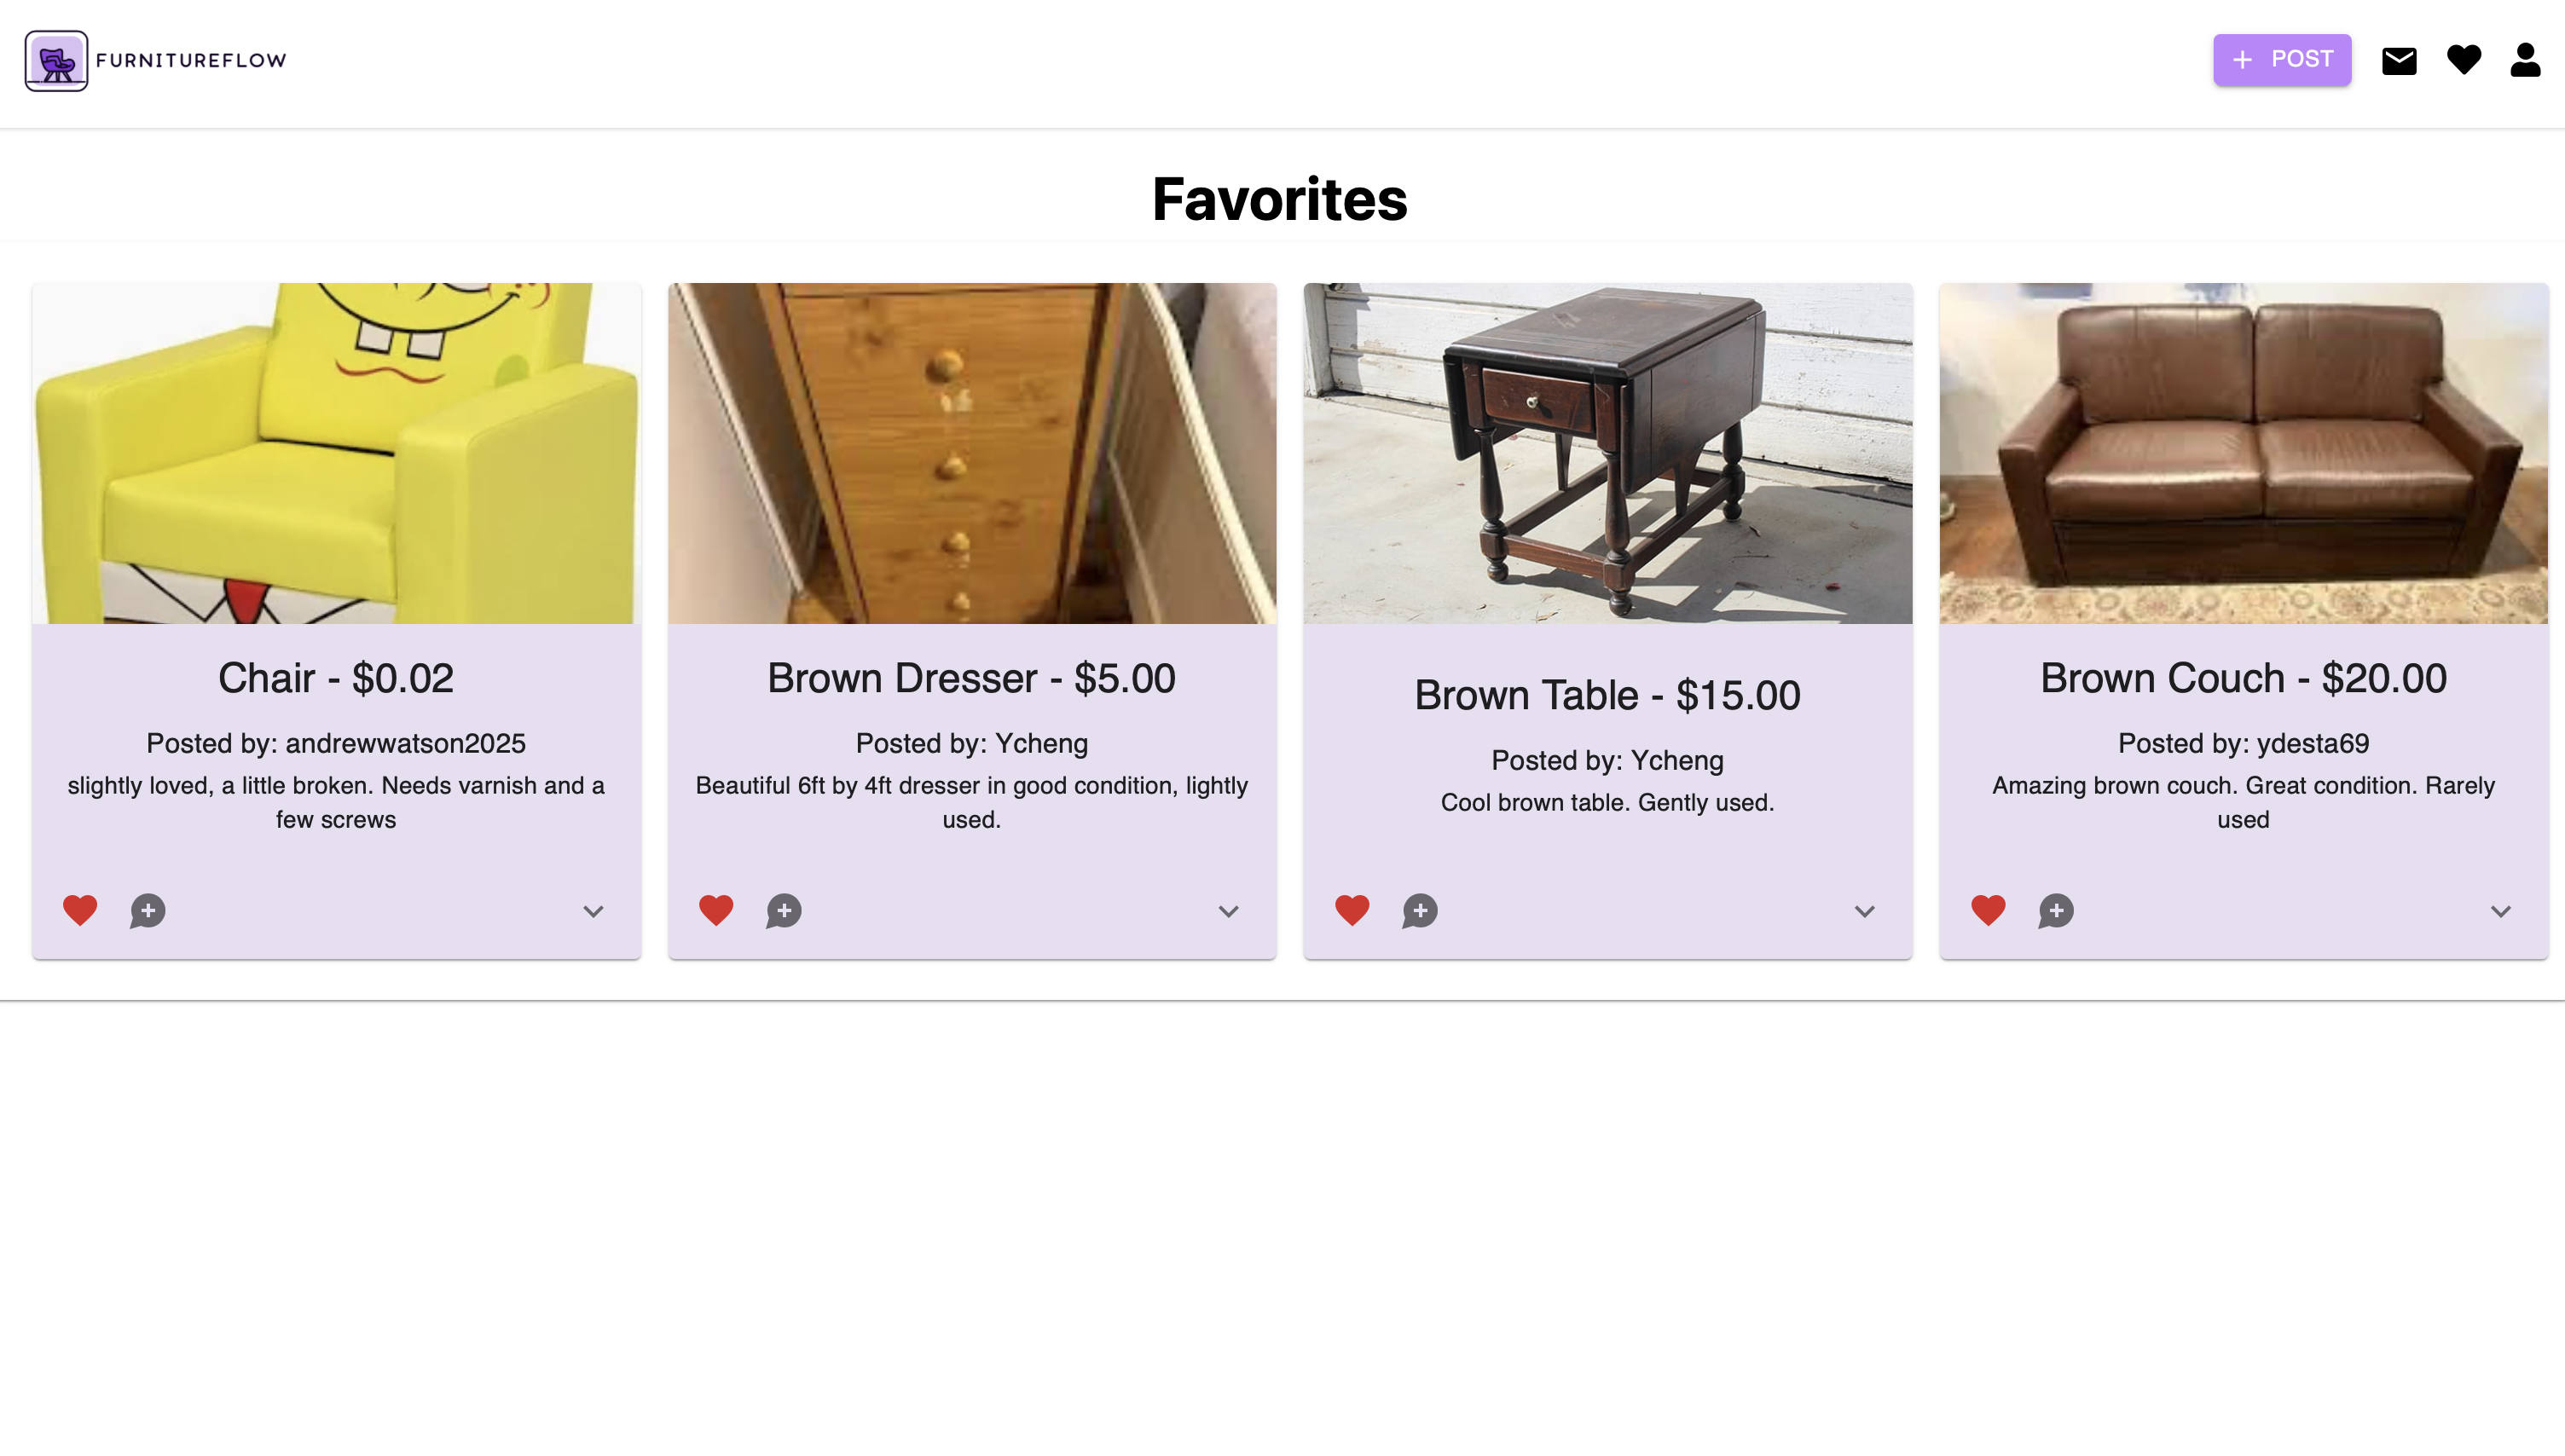 FURNITUREFLOW
+ POST
Favorites
Chair - $0.02
Posted by: andrewwatson2025
slightly loved, a little broken. Needs varnish and a
few screws
Brown Dresser - $5.00
Posted by: Ycheng
Beautiful 6ft by 4ft dresser in good condition, lightly
used.
Brown Table - $15.00
Posted by: Ycheng
Cool brown table. Gently used.
Brown Couch - $20.00
Posted by: ydesta69
Amazing brown couch. Great condition. Rarely
used